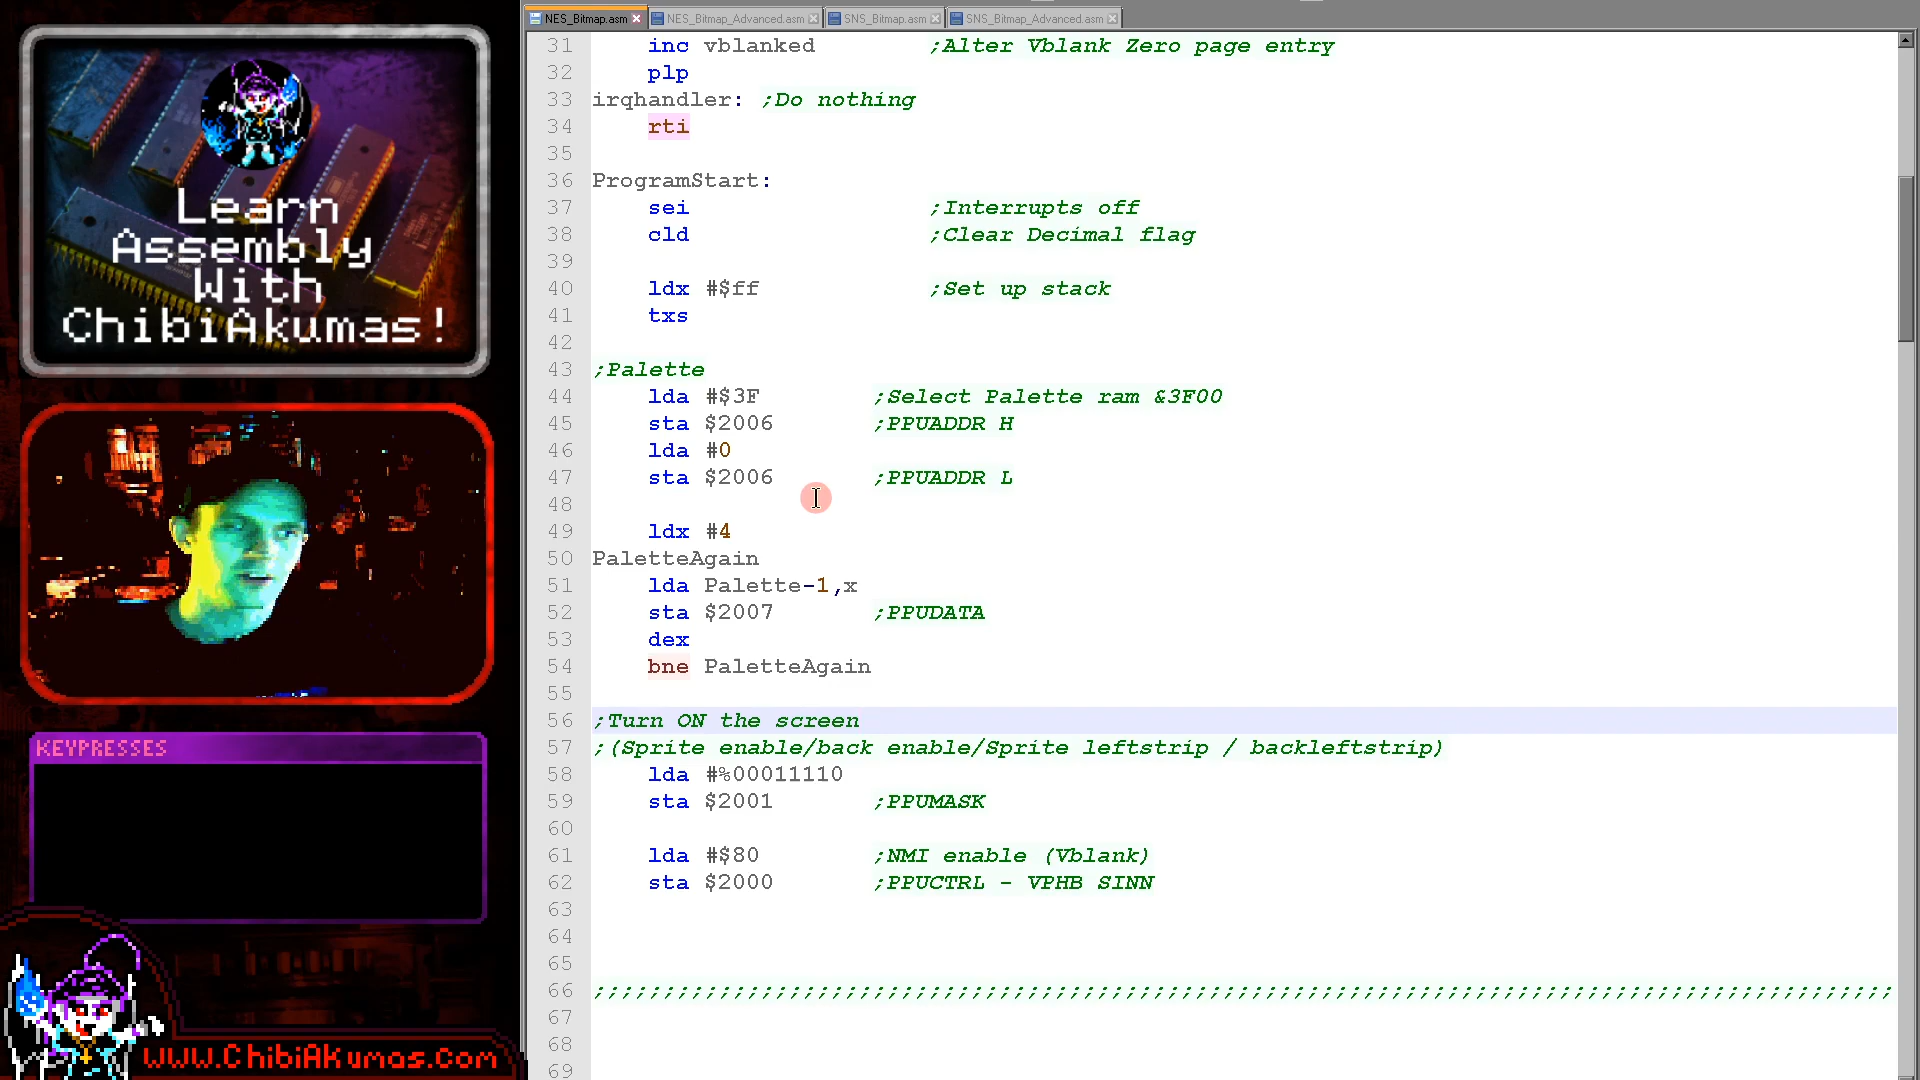 Learn
Assembly
With
ChibiAkumas!
KEYPRESSES
www.ChibiAkumas.com
NES_Bitmap.asm
NES_Bitmap_Advanced.asm
SNS_Bitmap.asm
SNS_Bitmap_Advanced.asm
31 inc vblanked ;Alter Vblank Zero page entry
32 plp
33 irqhandler: ;Do nothing
34 rti
35
36 ProgramStart:
37 sei ;Interrupts off
38 cld ;Clear Decimal flag
39
40 ldx #$ff ;Set up stack
41 txs
42
43 ;Palette
44 lda #$3F ;Select Palette ram &3F00
45 sta $2006 ;PPUADDR H
46 lda #0
47 sta $2006 ;PPUADDR L
48
49 ldx #4
50 PaletteAgain
51 lda Palette-1,x
52 sta $2007 ;PPUDATA
53 dex
54 bne PaletteAgain
55
56 ;Turn ON the screen
57 ;(Sprite enable/back enable/Sprite leftstrip / backleftstrip)
58 lda #%00011110
59 sta $2001 ;PPUMASK
60
61 lda #$80 ;NMI enable (Vblank)
62 sta $2000 ;PPUCTRL - VPHB SINN
63
64
65
66 ;;;;;;;;;;;;;;;;;;;;;;;;;;;;;;;;;;;;;;;;;;;;;;;;;;;;;;;;;;;;;;;;;;;;;;;;;;;;;;;;;;;;;;;;;;;;;
67
68
69